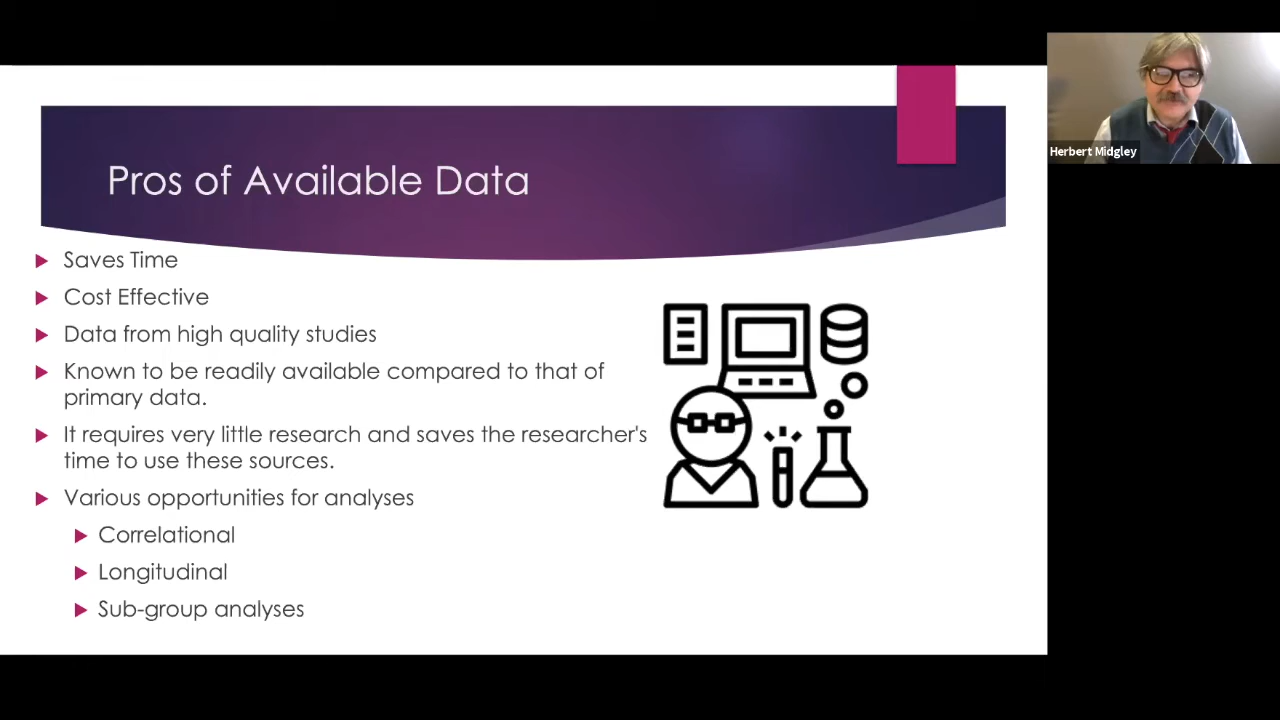 Pros of Available Data
Saves Time
Cost Effective
Data from high quality studies
Known to be readily available compared to that of
primary data.
It requires very little research and saves the researcher's
time to use these sources.
Various opportunities for analyses
Correlational
Longitudinal
Sub-group analyses
Herbert Midgley